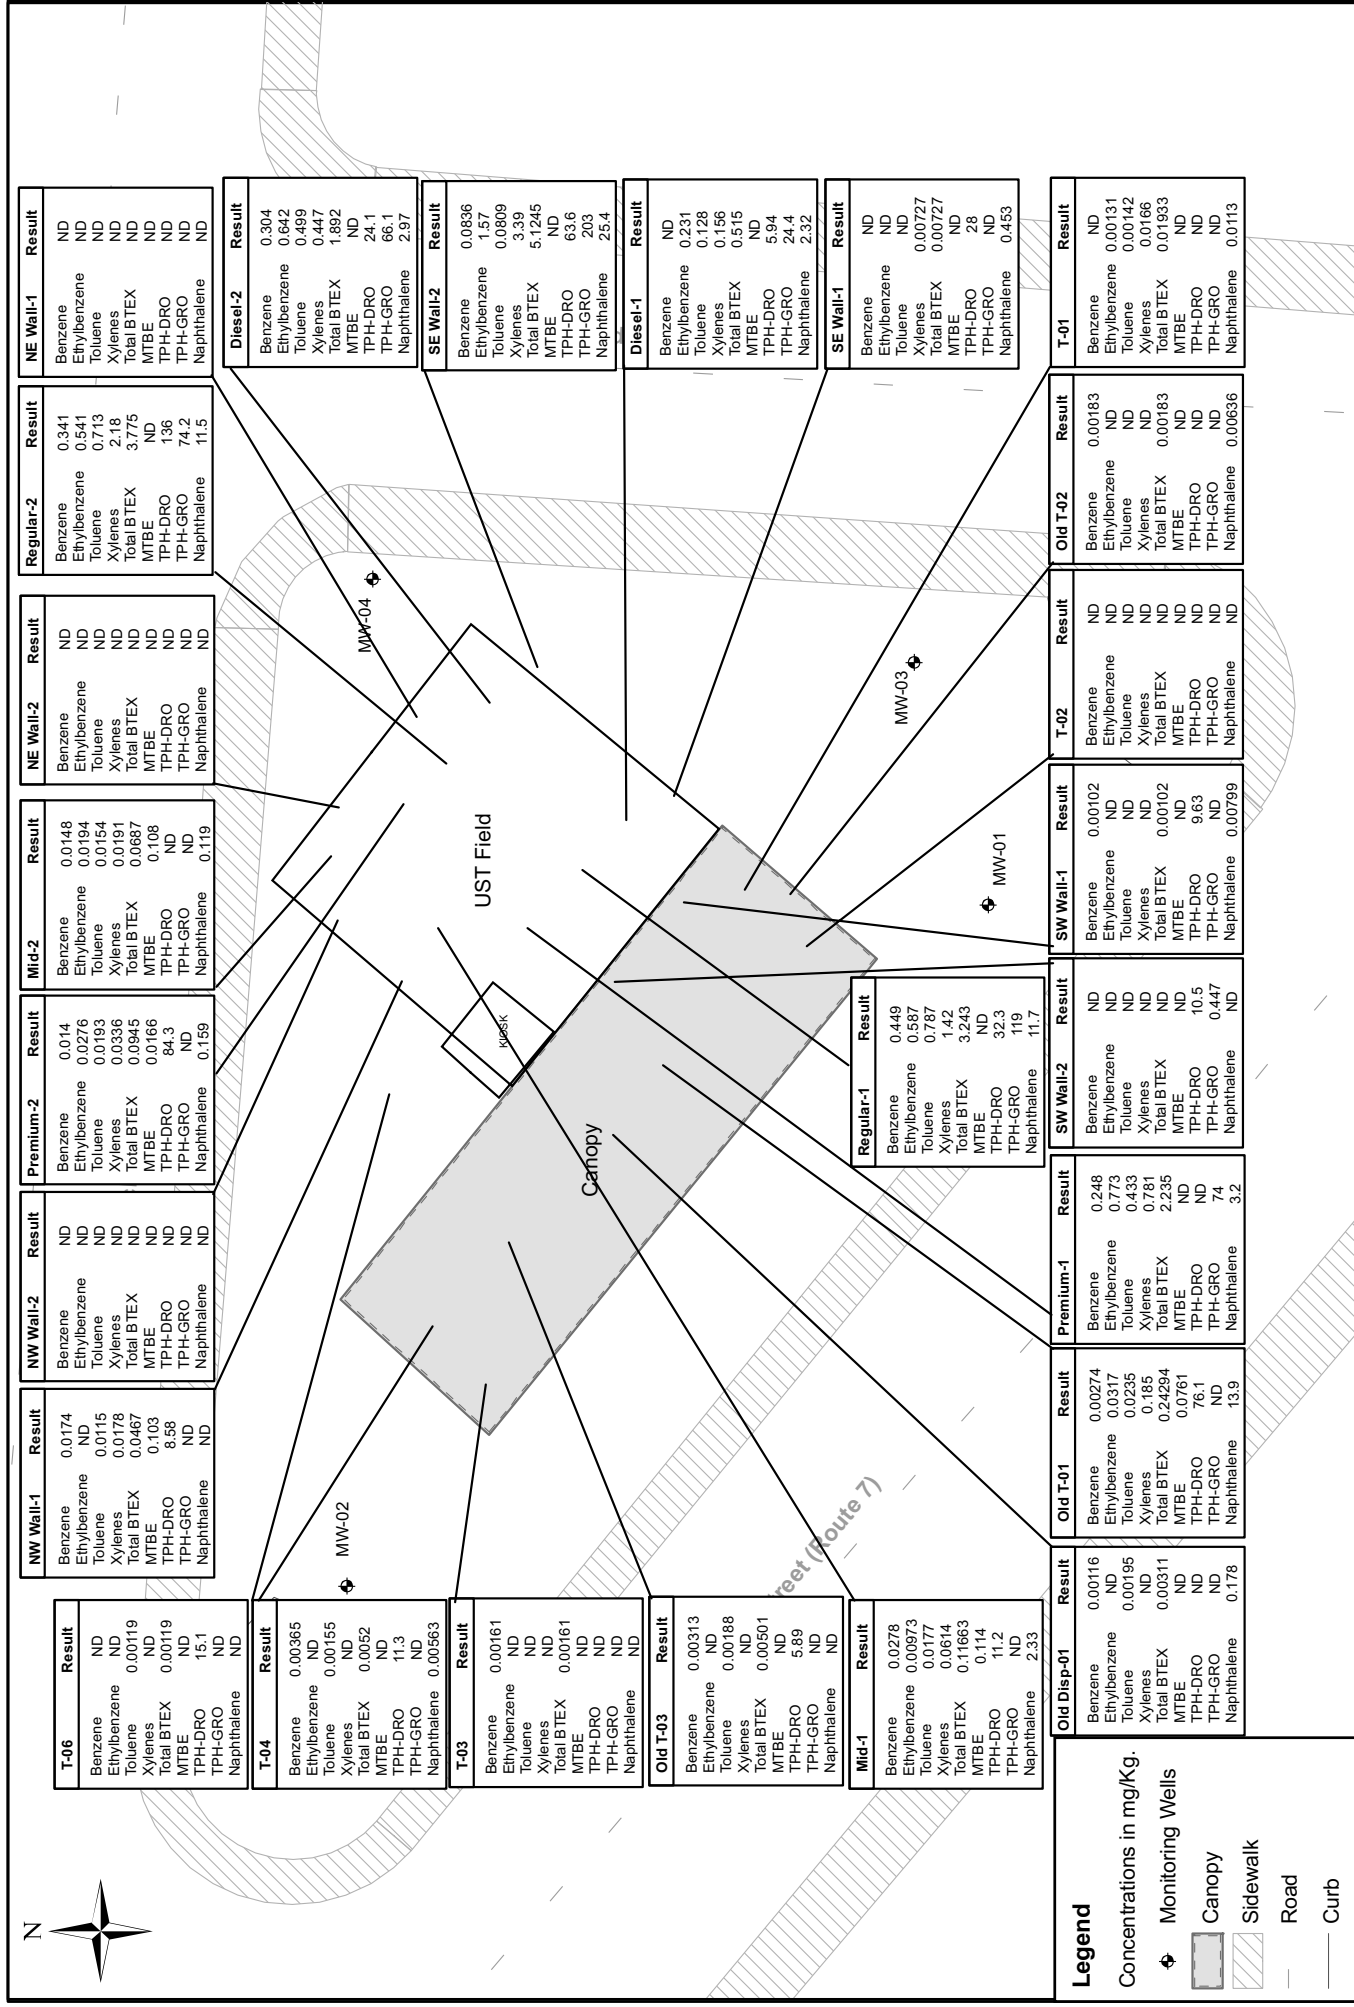 N
NW Wall-1 Result
Benzene 0.0174
Ethylbenzene ND
Toluene 0.0115
Xylenes 0.0178
Total BTEX 0.0467
MTBE 0.103
TPH-DRO 8.58
TPH-GRO ND
Naphthalene ND
NW Wall-2 Result
Benzene ND
Ethylbenzene ND
Toluene ND
Xylenes ND
Total BTEX ND
MTBE ND
TPH-DRO ND
TPH-GRO ND
Naphthalene ND
Premium-2 Result
Benzene 0.014
Ethylbenzene 0.0276
Toluene 0.0193
Xylenes 0.0336
Total BTEX 0.0945
MTBE 0.0166
TPH-DRO 84.3
TPH-GRO ND
Naphthalene 0.159
Mid-2 Result
Benzene 0.0148
Ethylbenzene 0.0194
Toluene 0.0154
Xylenes 0.0191
Total BTEX 0.0687
MTBE 0.108
TPH-DRO ND
TPH-GRO ND
Naphthalene 0.119
NE Wall-2 Result
Benzene ND
Ethylbenzene ND
Toluene ND
Xylenes ND
Total BTEX ND
MTBE ND
TPH-DRO ND
TPH-GRO ND
Naphthalene ND
Regular-2 Result
Benzene 0.341
Ethylbenzene 0.541
Toluene 0.713
Xylenes 2.18
Total BTEX 3.775
MTBE ND
TPH-DRO 136
TPH-GRO 74.2
Naphthalene 11.5
NE Wall-1 Result
Benzene ND
Ethylbenzene ND
Toluene ND
Xylenes ND
Total BTEX ND
MTBE ND
TPH-DRO ND
TPH-GRO ND
Naphthalene ND
T-06 Result
Benzene ND
Ethylbenzene ND
Toluene 0.00119
Xylenes ND
Total BTEX 0.00119
MTBE ND
TPH-DRO 15.1
TPH-GRO ND
Naphthalene ND
T-04 Result
Benzene 0.00365
Ethylbenzene ND
Toluene 0.00155
Xylenes ND
Total BTEX 0.0052
MTBE ND
TPH-DRO 11.3
TPH-GRO ND
Naphthalene 0.00563
T-03 Result
Benzene 0.00161
Ethylbenzene ND
Toluene ND
Xylenes ND
Total BTEX 0.00161
MTBE ND
TPH-DRO ND
TPH-GRO ND
Naphthalene ND
Old T-03 Result
Benzene 0.00313
Ethylbenzene ND
Toluene 0.00188
Xylenes ND
Total BTEX 0.00501
MTBE ND
TPH-DRO 5.89
TPH-GRO ND
Naphthalene ND
Mid-1 Result
Benzene 0.0278
Ethylbenzene 0.00973
Toluene 0.0177
Xylenes 0.0614
Total BTEX 0.11663
MTBE 0.114
TPH-DRO 11.2
TPH-GRO ND
Naphthalene 2.33
MW-02
MW-04
UST Field
KIOSK
Canopy
MW-03
MW-01
reet (Route 7)
Diesel-2 Result
Benzene 0.304
Ethylbenzene 0.642
Toluene 0.499
Xylenes 0.447
Total BTEX 1.892
MTBE ND
TPH-DRO 24.1
TPH-GRO 66.1
Naphthalene 2.97
SE Wall-2 Result
Benzene 0.0836
Ethylbenzene 1.57
Toluene 0.0809
Xylenes 3.39
Total BTEX 5.1245
MTBE ND
TPH-DRO 63.6
TPH-GRO 203
Naphthalene 25.4
Diesel-1 Result
Benzene ND
Ethylbenzene 0.231
Toluene 0.128
Xylenes 0.156
Total BTEX 0.515
MTBE ND
TPH-DRO 5.94
TPH-GRO 24.4
Naphthalene 2.32
SE Wall-1 Result
Benzene ND
Ethylbenzene ND
Toluene ND
Xylenes 0.00727
Total BTEX 0.00727
MTBE ND
TPH-DRO 28
TPH-GRO ND
Naphthalene 0.453
Regular-1 Result
Benzene 0.449
Ethylbenzene 0.587
Toluene 0.787
Xylenes 1.42
Total BTEX 3.243
MTBE ND
TPH-DRO 32.3
TPH-GRO 119
Naphthalene 11.7
Old Disp-01 Result
Benzene 0.00116
Ethylbenzene ND
Toluene 0.00195
Xylenes ND
Total BTEX 0.00311
MTBE ND
TPH-DRO ND
TPH-GRO ND
Naphthalene 0.178
Old T-01 Result
Benzene 0.00274
Ethylbenzene 0.0317
Toluene 0.0235
Xylenes 0.185
Total BTEX 0.24294
MTBE 0.0761
TPH-DRO 76.1
TPH-GRO ND
Naphthalene 13.9
Premium-1 Result
Benzene 0.248
Ethylbenzene 0.773
Toluene 0.433
Xylenes 0.781
Total BTEX 2.235
MTBE ND
TPH-DRO ND
TPH-GRO 74
Naphthalene 3.2
SW Wall-2 Result
Benzene ND
Ethylbenzene ND
Toluene ND
Xylenes ND
Total BTEX ND
MTBE ND
TPH-DRO 10.5
TPH-GRO 0.447
Naphthalene ND
SW Wall-1 Result
Benzene 0.00102
Ethylbenzene ND
Toluene ND
Xylenes ND
Total BTEX 0.00102
MTBE ND
TPH-DRO 9.63
TPH-GRO ND
Naphthalene 0.00799
T-02 Result
Benzene ND
Ethylbenzene ND
Toluene ND
Xylenes ND
Total BTEX ND
MTBE ND
TPH-DRO ND
TPH-GRO ND
Naphthalene ND
Old T-02 Result
Benzene 0.00183
Ethylbenzene ND
Toluene ND
Xylenes ND
Total BTEX 0.00183
MTBE ND
TPH-DRO ND
TPH-GRO ND
Naphthalene 0.00636
T-01 Result
Benzene ND
Ethylbenzene 0.00131
Toluene 0.00142
Xylenes 0.0166
Total BTEX 0.01933
MTBE ND
TPH-DRO ND
TPH-GRO ND
Naphthalene 0.0113
Legend
Concentrations in mg/Kg.
Monitoring Wells
Canopy
Sidewalk
Road
Curb